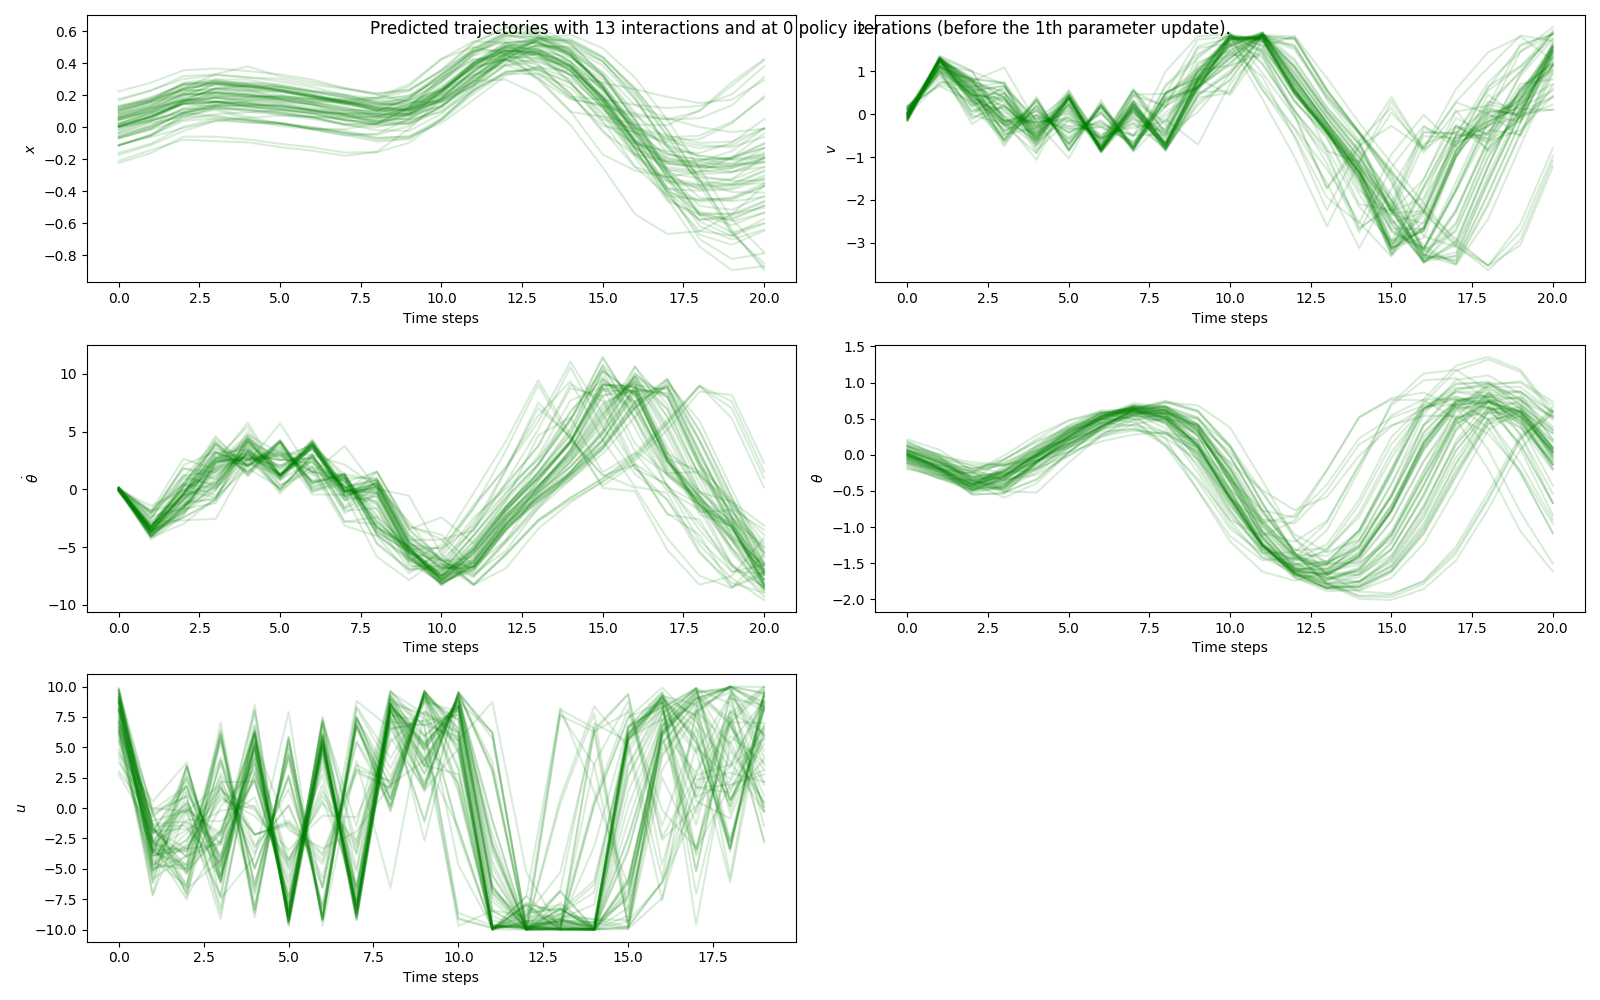 Predicted trajectories with 13 interactions and at 0 policy iterations (before the 1th parameter update).
0.6
0.4
0.2
0.0
−0.2
−0.4
−0.6
−0.8
x
0.0 2.5 5.0 7.5 10.0 12.5 15.0 17.5 20.0
Time steps
2
1
0
−1
−2
−3
v
0.0 2.5 5.0 7.5 10.0 12.5 15.0 17.5 20.0
Time steps
10
5
0
−5
−10
θ̇
0.0 2.5 5.0 7.5 10.0 12.5 15.0 17.5 20.0
Time steps
1.5
1.0
0.5
0.0
−0.5
−1.0
−1.5
−2.0
θ
0.0 2.5 5.0 7.5 10.0 12.5 15.0 17.5 20.0
Time steps
10.0
7.5
5.0
2.5
0.0
−2.5
−5.0
−7.5
−10.0
u
0.0 2.5 5.0 7.5 10.0 12.5 15.0 17.5
Time steps